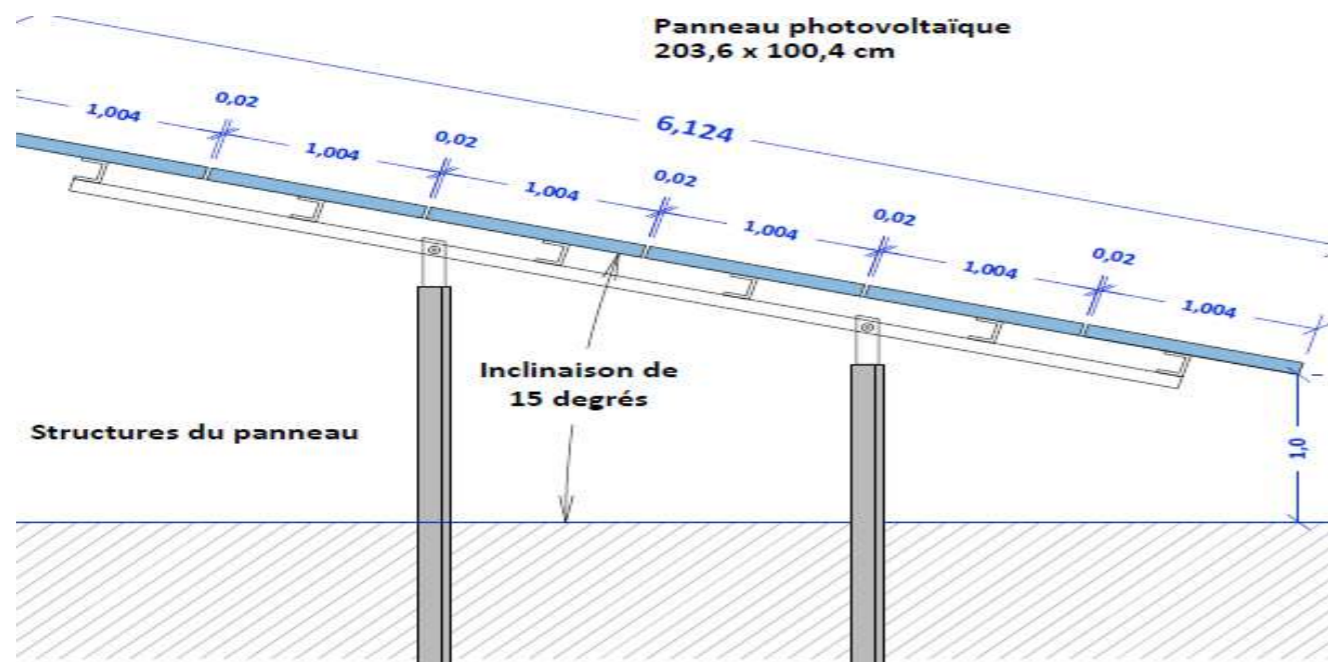 Panneau photovoltaïque
203,6 x 100,4 cm
6,124
0,02
0,02
0,02
0,02
0,02
1,004
1,004
1,004
1,004
1,004
1,004
Inclinaison de
15 degrés
Structures du panneau
1,0